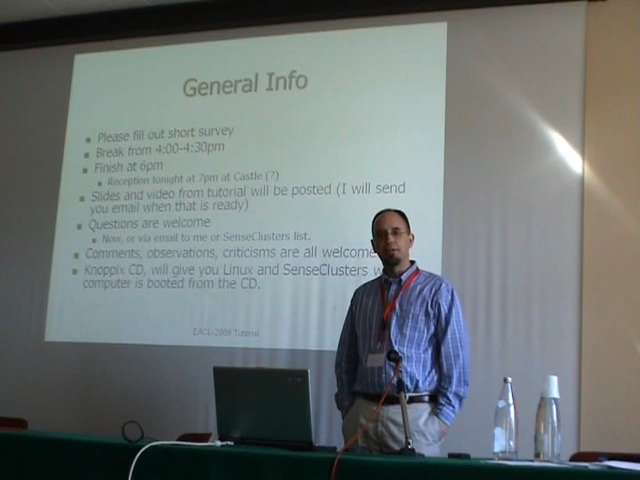 General Info
Please fill out short survey
Break from 4:00-4:30pm
Finish at 6pm
Reception tonight at 7pm at Castle (?)
Slides and video from tutorial will be posted (I will send
you email when that is ready)
Questions are welcome
Now, or via email to me or SenseClusters list.
Comments, observations, criticisms are all welcome
Knoppix CD, will give you Linux and SenseClusters w
computer is booted from the CD.
EACL-2006 Tutorial